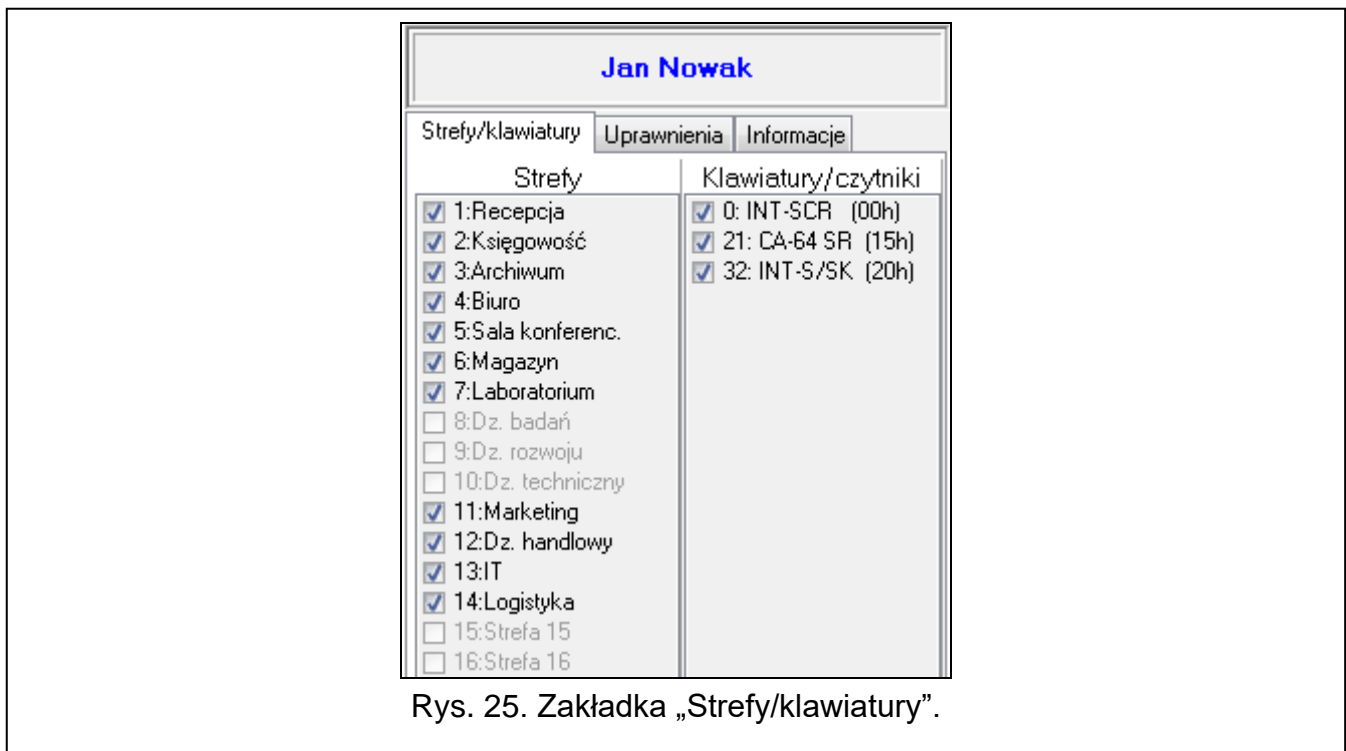 Jan Nowak
Strefy/klawiatury
Uprawnienia
Informacje
Strefy
1:Recepcja
2:Księgowość
3:Archiwum
4:Biuro
5:Sala konferenc.
6:Magazyn
7:Laboratorium
8:Dz. badań
9:Dz. rozwoju
10:Dz. techniczny
11:Marketing
12:Dz. handlowy
13:IT
14:Logistyka
15:Strefa 15
16:Strefa 16
Klawiatury/czytniki
0: INT-SCR (00h)
21: CA-64 SR (15h)
32: INT-S/SK (20h)
Rys. 25. Zakładka „Strefy/klawiatury”.